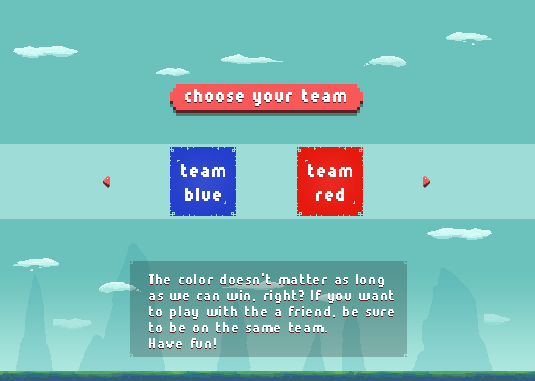 choose your team
team
blue
team
red
The color doesn't matter as long
as we can win, right? If you want
to play with the a friend, be sure
to be on the same team.
Have fun!